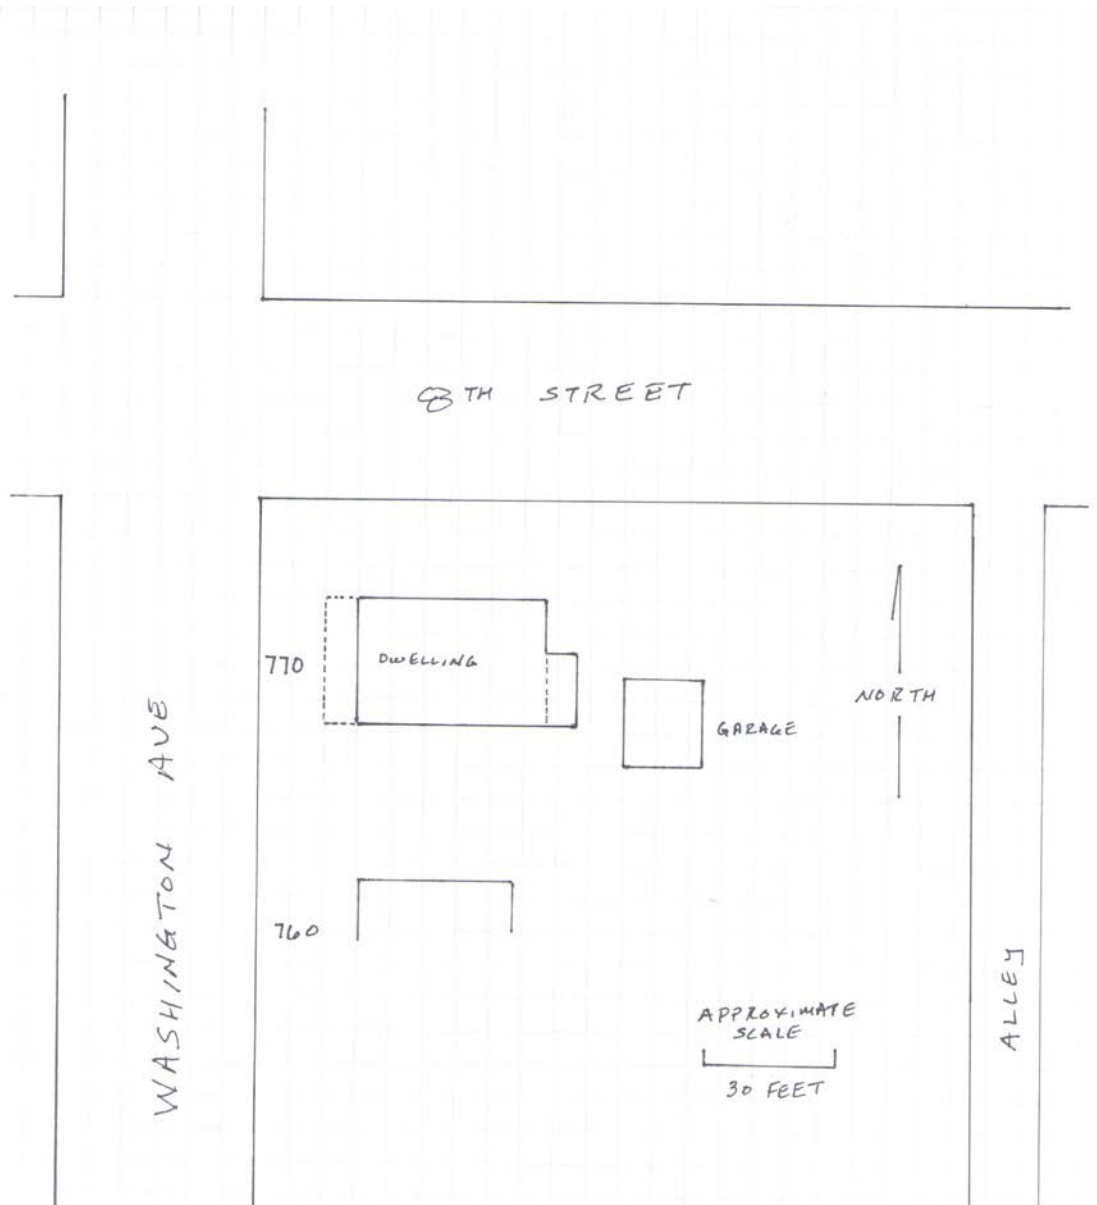 8TH STREET
770
DWELLING
GARAGE
NORTH
WASHINGTON AVE
760
ALLEY
APPROXIMATE
SCALE
30 FEET